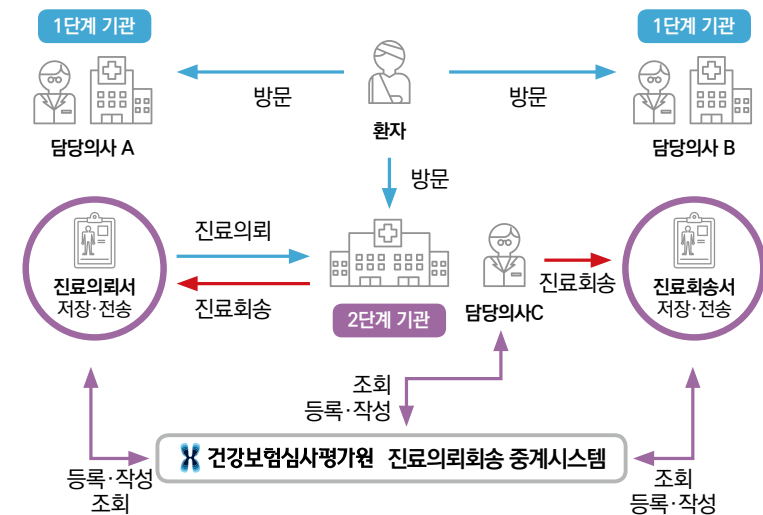 1단계 기관
1단계 기관
방문
방문
담당의사 A
환자
담당의사 B
방문
진료의뢰
진료의뢰서
저장·전송
진료회송
2단계 기관
담당의사C
진료회송
진료회송서
저장·전송
조회
등록·작성
건강보험심사평가원 진료의뢰회송 중계시스템
등록·작성
조회
조회
등록·작성